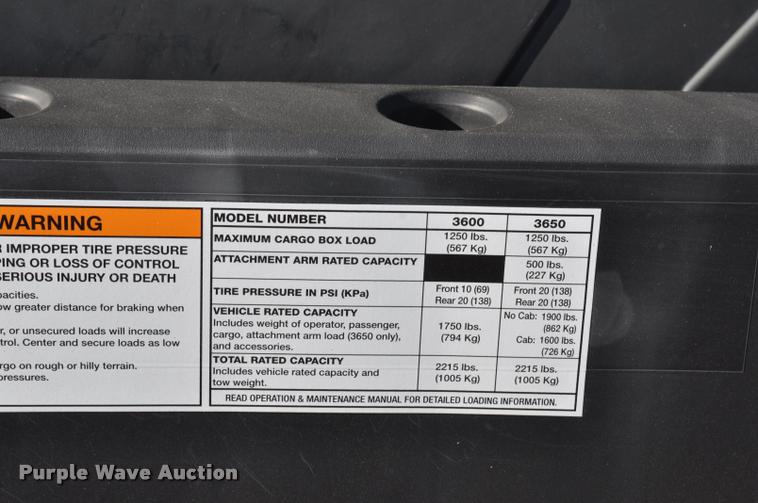 WARNING
IMPROPER TIRE PRESSURE
OR LOSS OF CONTROL
SERIOUS INJURY OR DEATH
greater distance for braking when
or unsecured loads will increase
Center and secure loads as low
on rough or hilly terrain.
pressures.
MODEL NUMBER 3600 3650
MAXIMUM CARGO BOX LOAD 1250 lbs. (567 Kg) 1250 lbs. (567 Kg)
ATTACHMENT ARM RATED CAPACITY 500 lbs. (227 Kg)
TIRE PRESSURE IN PSI (KPa) Front 10 (69) Front 20 (138)
Rear 20 (138) Rear 20 (138)
VEHICLE RATED CAPACITY No Cab: 1900 lbs.
Includes weight of operator, passenger, 1750 lbs. (862 Kg)
cargo, attachment arm load (3650 only), (794 Kg) Cab: 1600 lbs.
and accessories. (726 Kg)
TOTAL RATED CAPACITY 2215 lbs. 2215 lbs.
Includes vehicle rated capacity and (1005 Kg) (1005 Kg)
tow weight.
READ OPERATION & MAINTENANCE MANUAL FOR DETAILED LOADING INFORMATION.
Purple Wave Auction